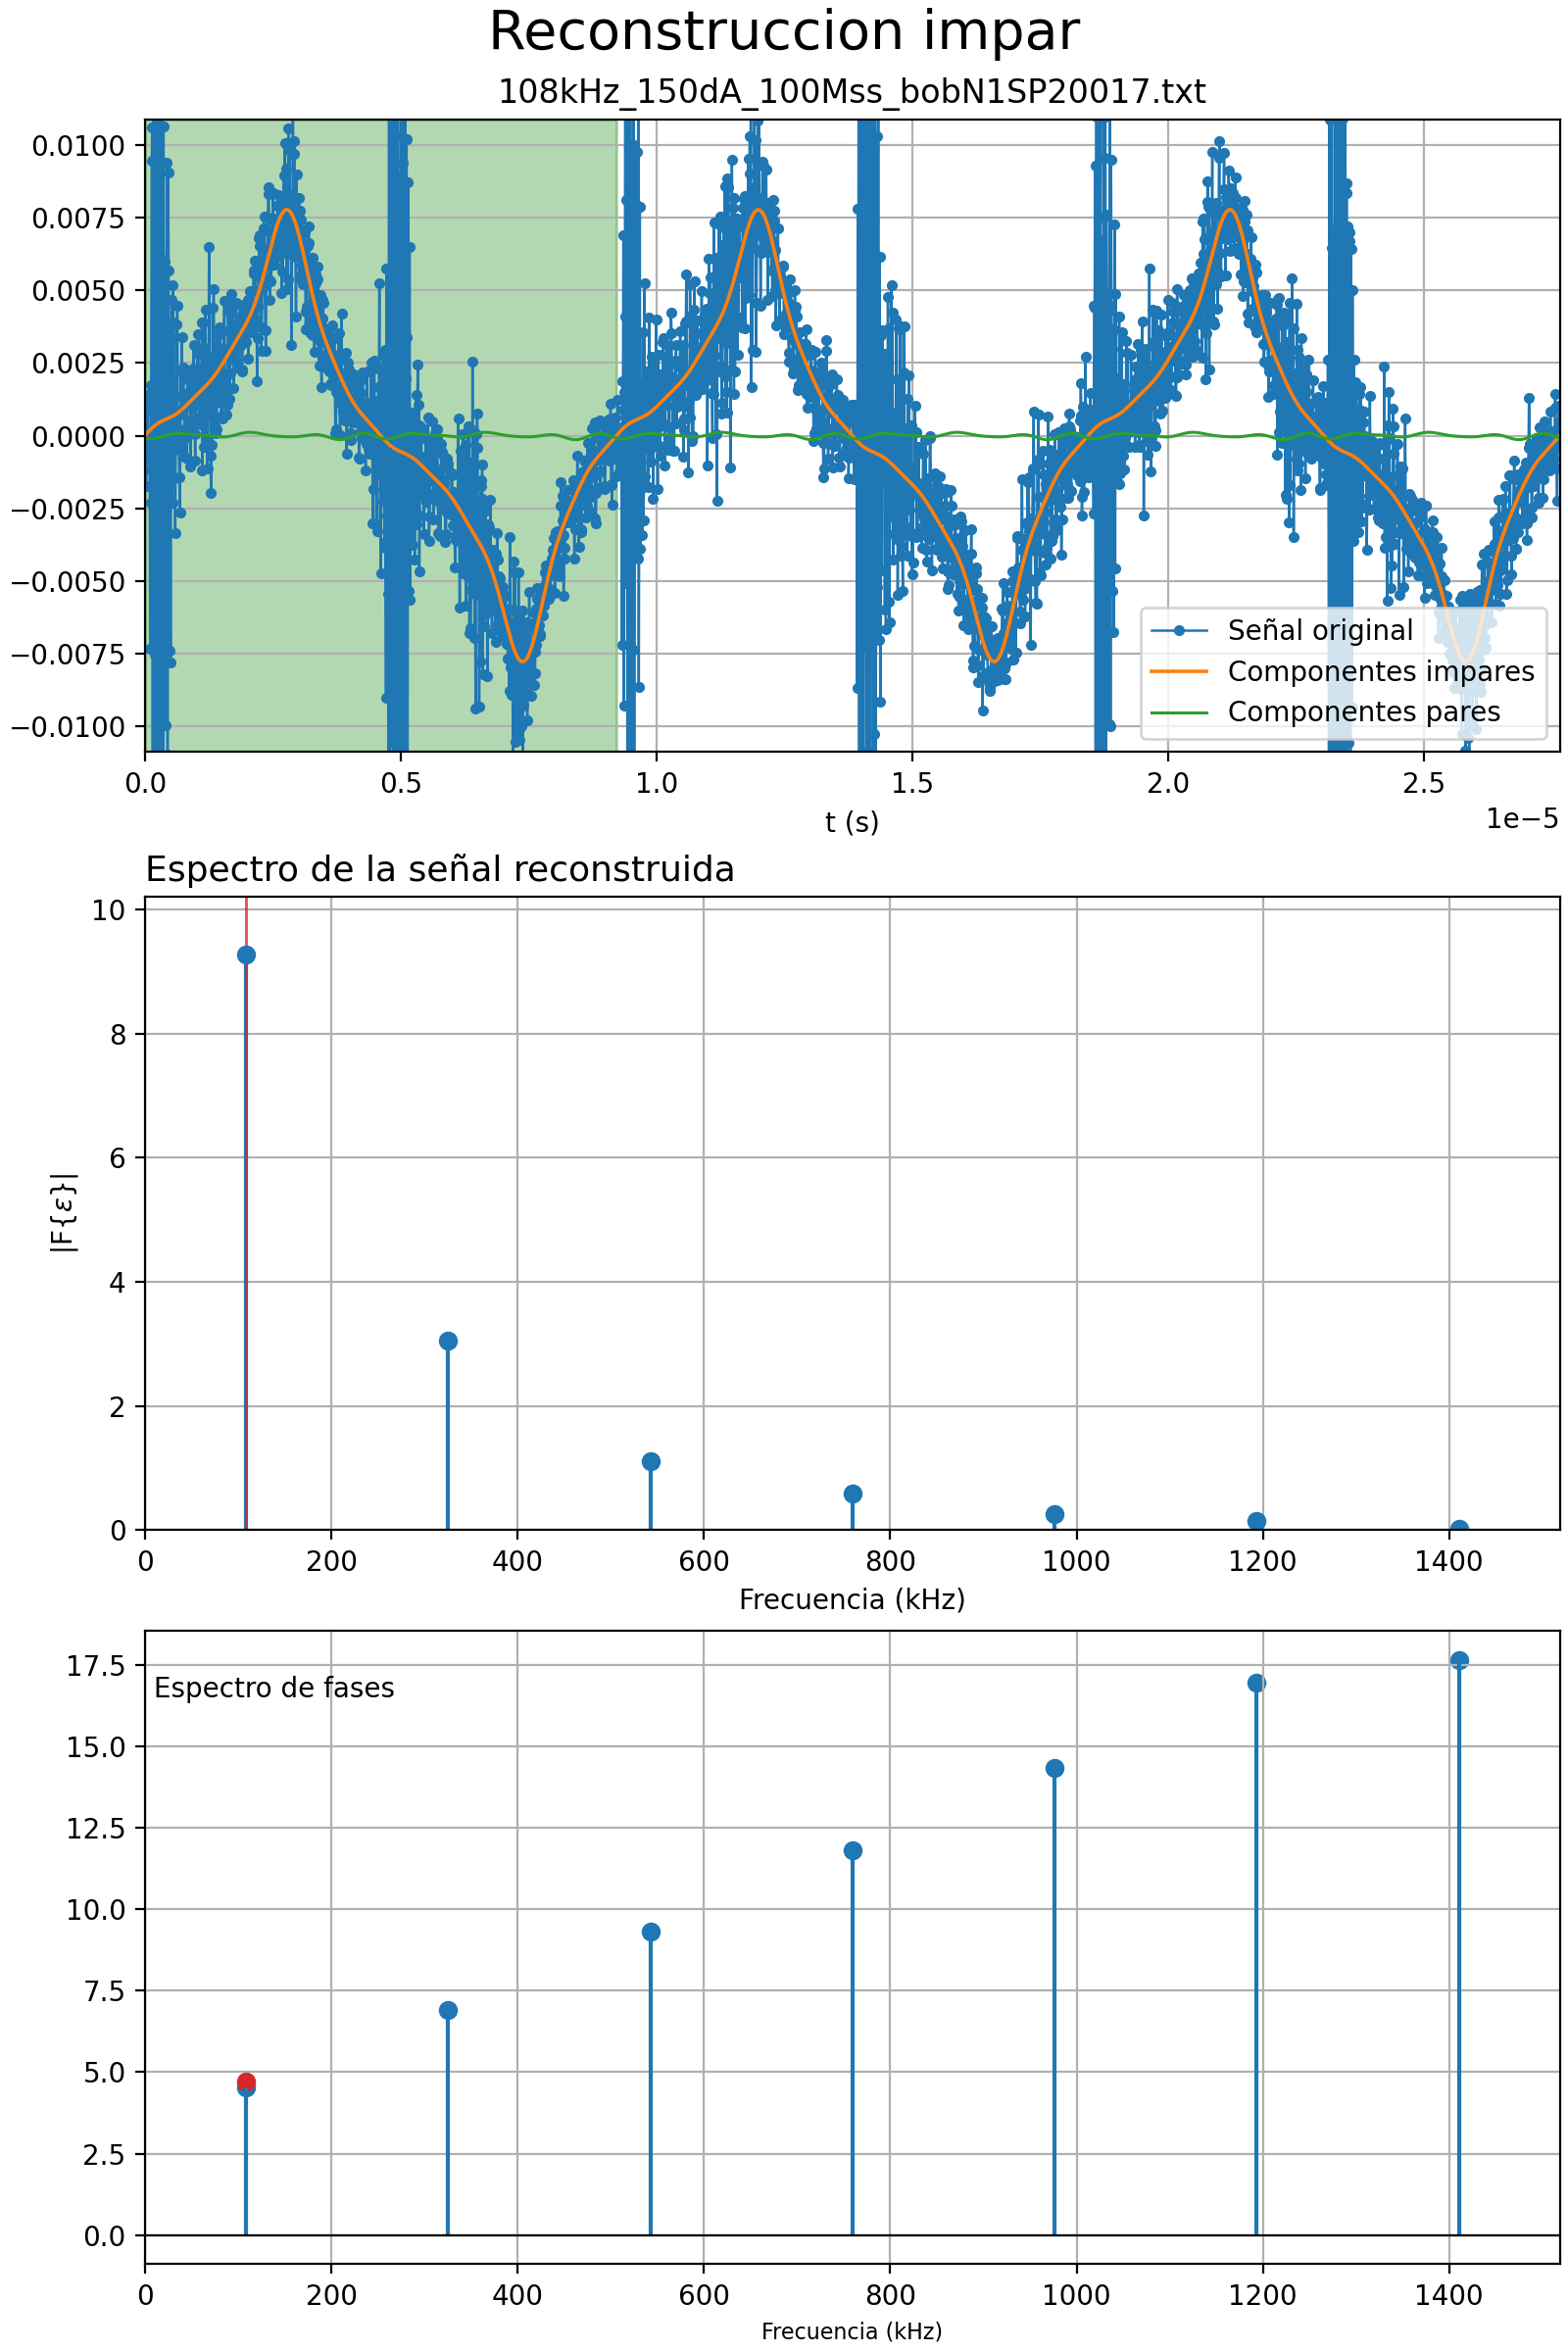 Reconstruccion impar
108kHz_150dA_100Mss_bobN1SP20017.txt
0.0100
0.0075
0.0050
0.0025
0.0000
−0.0025
−0.0050
−0.0075
−0.0100
Señal original
Componentes impares
Componentes pares
0.0 0.5 1.0 1.5 2.0 2.5
t (s)
1e−5
Espectro de la señal reconstruida
10
8
6
4
2
0
|F{ε}|
0 200 400 600 800 1000 1200 1400
Frecuencia (kHz)
17.5
15.0
12.5
10.0
7.5
5.0
2.5
0.0
Espectro de fases
0 200 400 600 800 1000 1200 1400
Frecuencia (kHz)